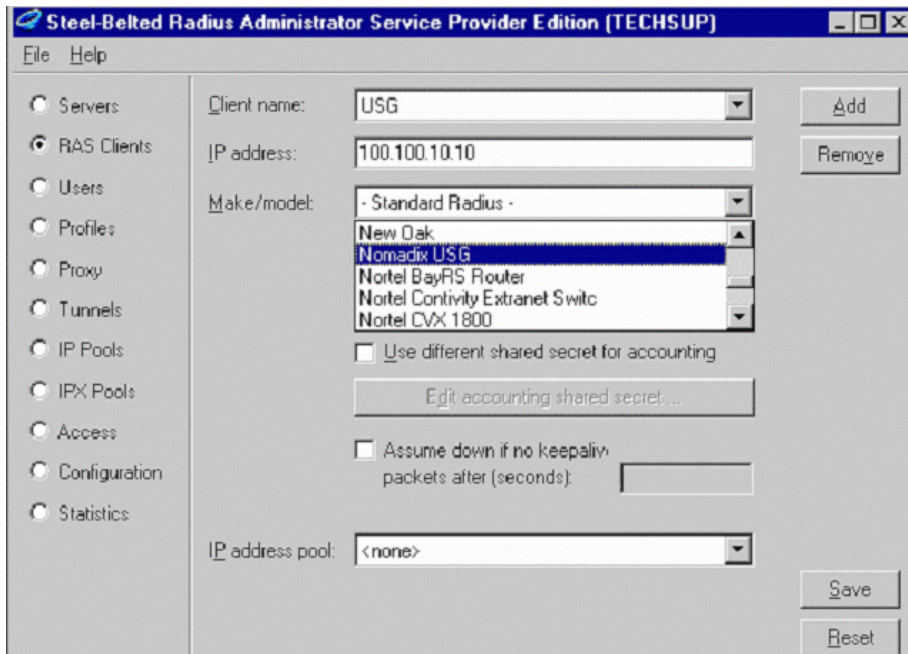 Steel-Belted Radius Administrator Service Provider Edition (TECHSUP)
File Help
Servers
RAS Clients
Users
Profiles
Proxy
Tunnels
IP Pools
IPX Pools
Access
Configuration
Statistics
Client name: USG
IP address: 100.100.10.10
Make/model: - Standard Radius -
New Oak
Nomadix USG
Nortel BayRS Router
Nortel Contivity Extranet Switc
Nortel CVX 1800
Use different shared secret for accounting
Edit accounting shared secret ...
Assume down if no keepaliv
packets after (seconds):
IP address pool: <none>
Add
Remove
Save
Reset